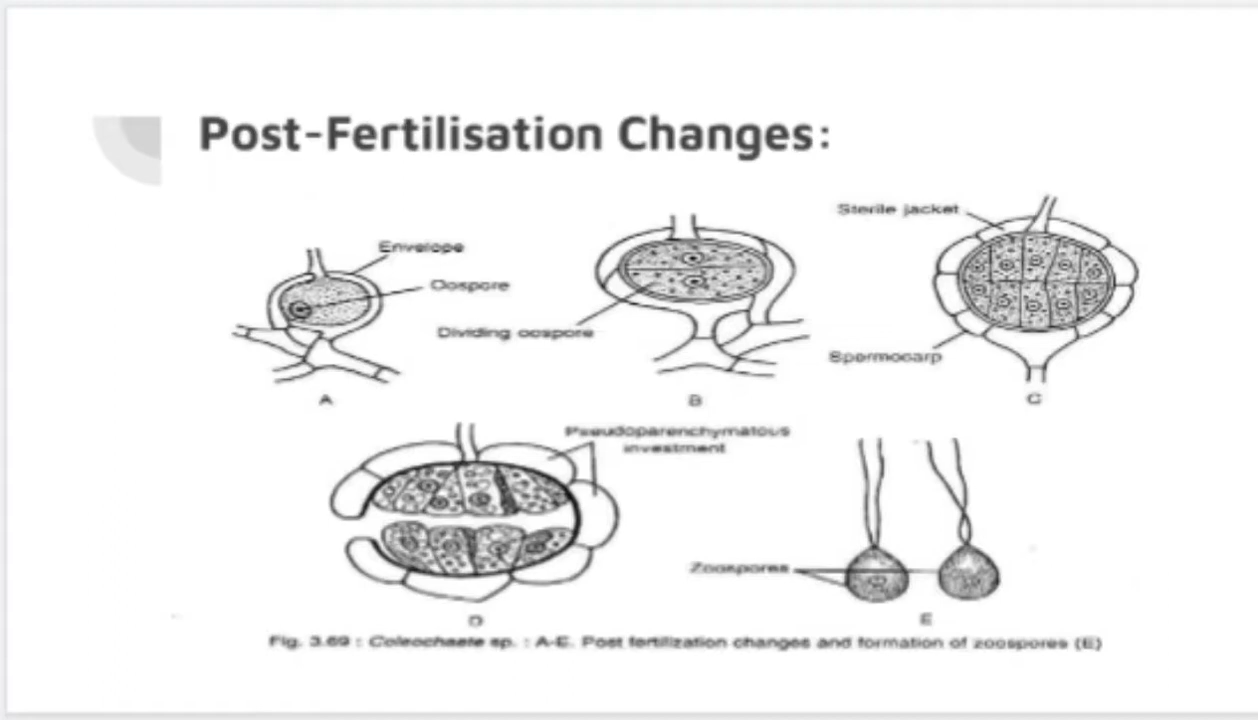 Post-Fertilisation Changes:
Sterile jacket
Envelope
Oospore
Dividing oospore
Spermocarp
A
B
C
Pseudoparenchymatous
investment
Zoospores
D
E
Fig. 3.69 : Coleochaete sp. : A-E. Post fertilization changes and formation of zoospores (E)